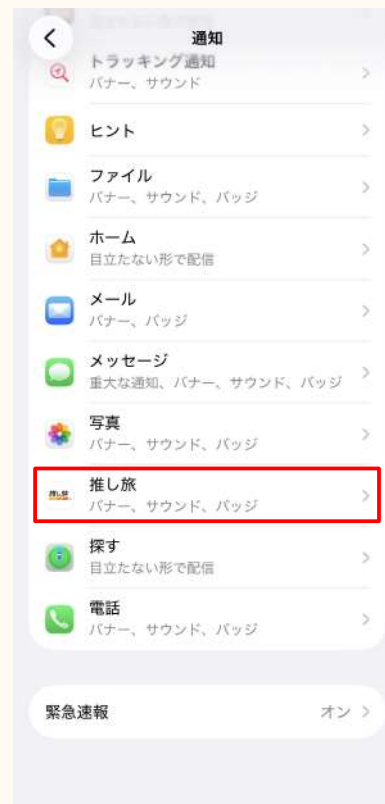 通知
トラッキング通知
バナー、サウンド
ヒント
ファイル
バナー、サウンド、バッジ
ホーム
目立たない形で配信
メール
バナー、バッジ
メッセージ
重大な通知、バナー、サウンド、バッジ
写真
バナー、サウンド、バッジ
推し旅
推し旅
バナー、サウンド、バッジ
探す
目立たない形で配信
電話
バナー、サウンド、バッジ
緊急速報 オン